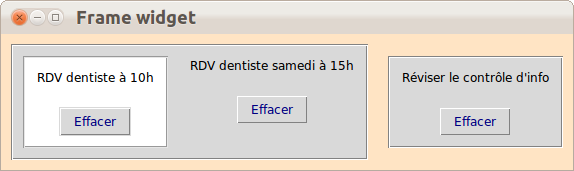 Frame widget
RDV dentiste à 10h
Effacer
RDV dentiste samedi à 15h
Effacer
Réviser le contrôle d'info
Effacer